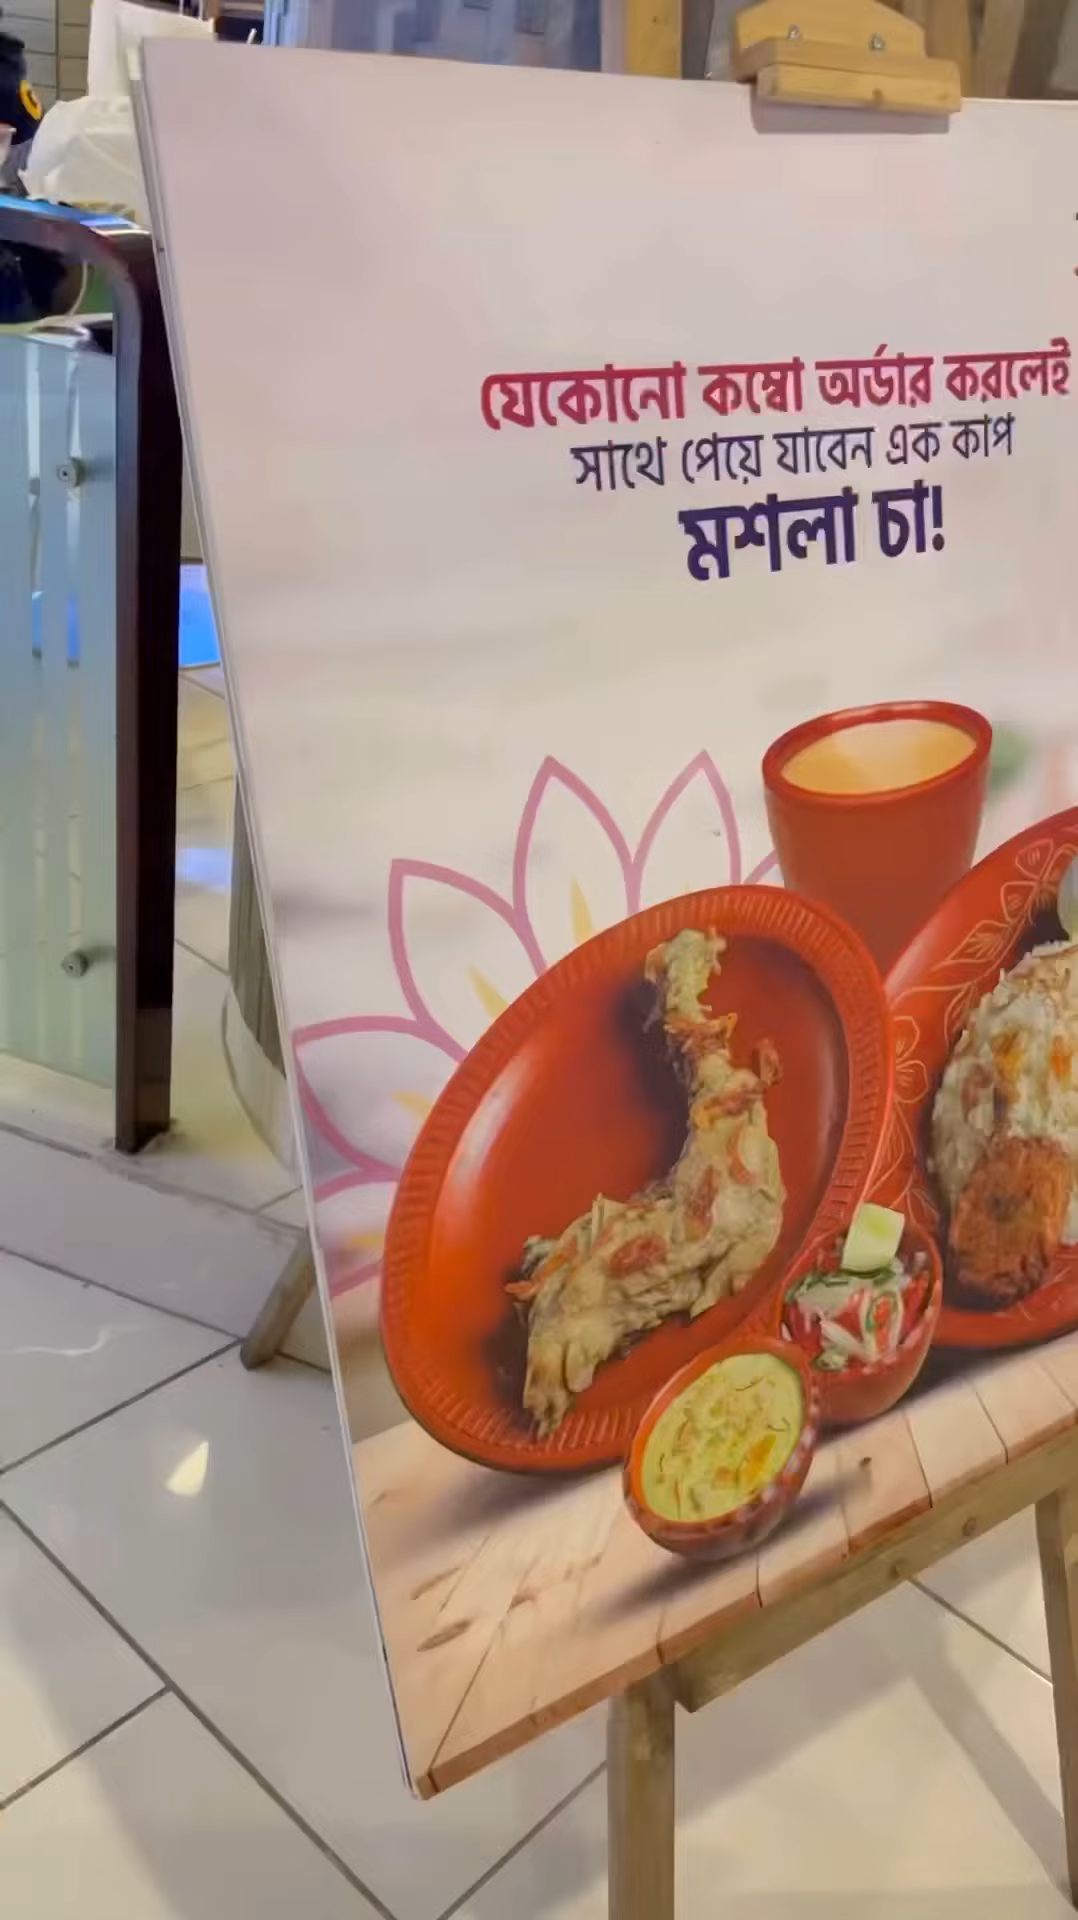 যেকোনো কম্বো অর্ডার করলেই
সাথে পেয়ে যাবেন এক কাপ
মশলা চা!